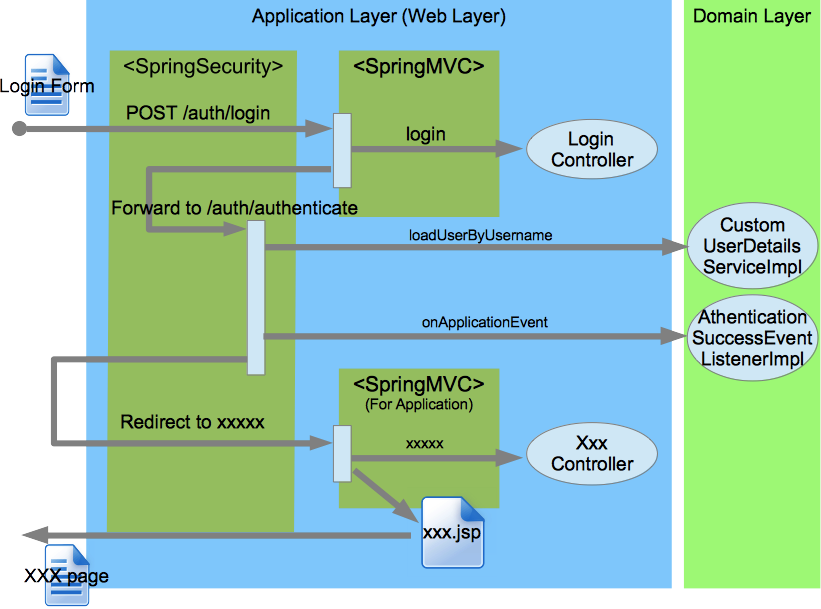 Application Layer (Web Layer)
Domain Layer
<SpringSecurity>
<SpringMVC>
Login Form
POST /auth/login
login
Login
Controller
Forward to /auth/authenticate
loadUserByUsername
Custom
UserDetails
ServiceImpl
onApplicationEvent
Athentication
SuccessEvent
ListenerImpl
<SpringMVC>
(For Application)
Redirect to xxxxx
xxxxx
Xxx
Controller
xxx.jsp
XXX page